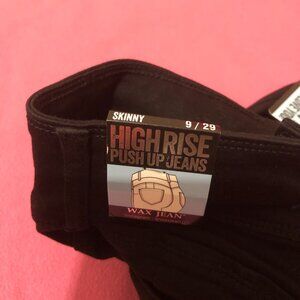 SKINNY
9 / 29
HIGH RISE
PUSH UP JEANS
WAX JEAN